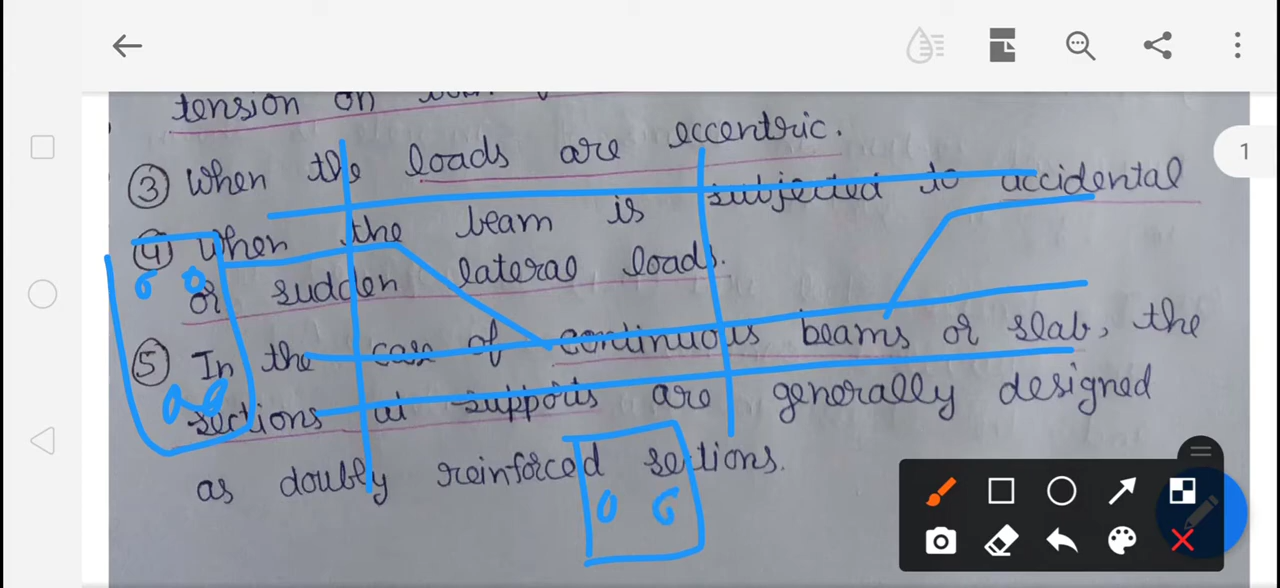 tension on
1
③ When the loads are eccentric.
④ When the beam is subjected to accidental
or sudden lateral loads.
⑤ In the case of continuous beams or slab, the
sections at supports are generally designed
as doubly reinforced sections.